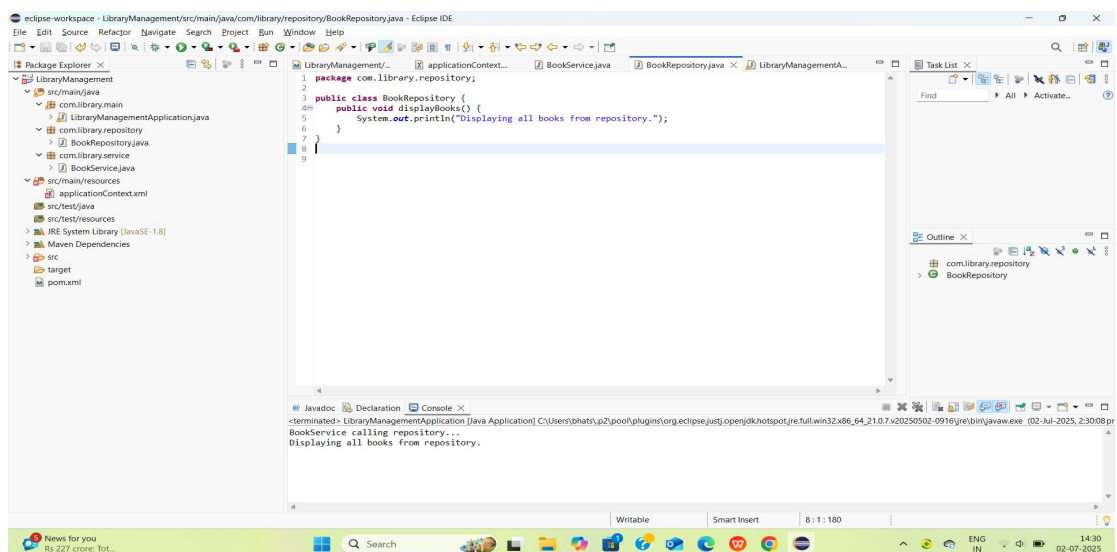 eclipse-workspace - LibraryManagement/src/main/java/com/library/repository/BookRepository.java - Eclipse IDE
File Edit Source Refactor Navigate Search Project Run Window Help
Package Explorer
LibraryManagement
src/main/java
com.library.main
LibraryManagementApplication.java
com.library.repository
BookRepository.java
com.library.service
BookService.java
src/main/resources
applicationContext.xml
src/test/java
src/test/resources
JRE System Library [JavaSE-1.8]
Maven Dependencies
src
target
pom.xml
LibraryManagement/... applicationContext.... BookService.java BookRepository.java LibraryManagementA...
1 package com.library.repository;
2
3 public class BookRepository {
4 public void displayBooks() {
5 System.out.println("Displaying all books from repository.");
6 }
7 }
8
9
Task List
Find All Activate...
Outline
com.library.repository
BookRepository
Javadoc Declaration Console
<terminated> LibraryManagementApplication [Java Application] C:\Users\bhats\.p2\pool\plugins\org.eclipse.justj.openjdk.hotspot.jre.full.win32.x86_64_21.0.7.v20250502-0916\jre\bin\javaw.exe (02-Jul-2025, 2:30:08 pr
BookService calling repository...
Displaying all books from repository.
Writable Smart Insert 8 : 1 : 180
5 News for you
Rs 227 crore: Tot...
Search
ENG
IN
14:30
02-07-2025